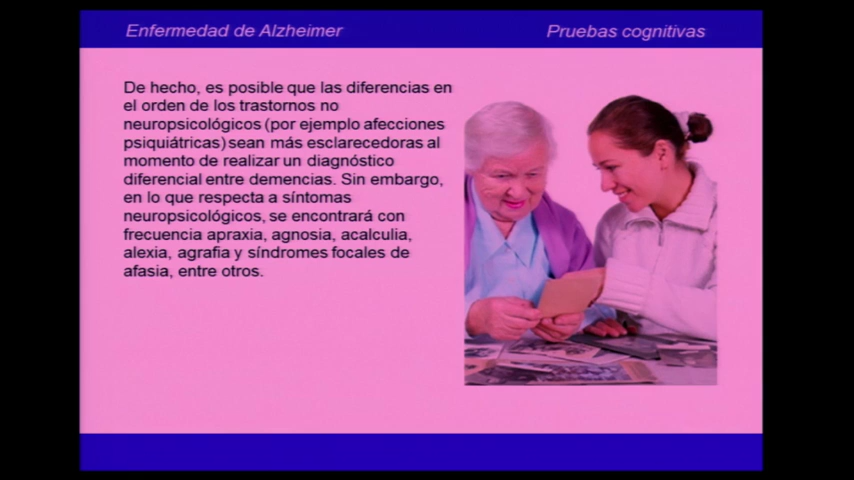 Enfermedad de Alzheimer
Pruebas cognitivas
De hecho, es posible que las diferencias en
el orden de los trastornos no
neuropsicológicos (por ejemplo afecciones
psiquiátricas) sean más esclarecedoras al
momento de realizar un diagnóstico
diferencial entre demencias. Sin embargo,
en lo que respecta a síntomas
neuropsicológicos, se encontrará con
frecuencia apraxia, agnosia, acalculia,
alexia, agrafia y síndromes focales de
afasia, entre otros.